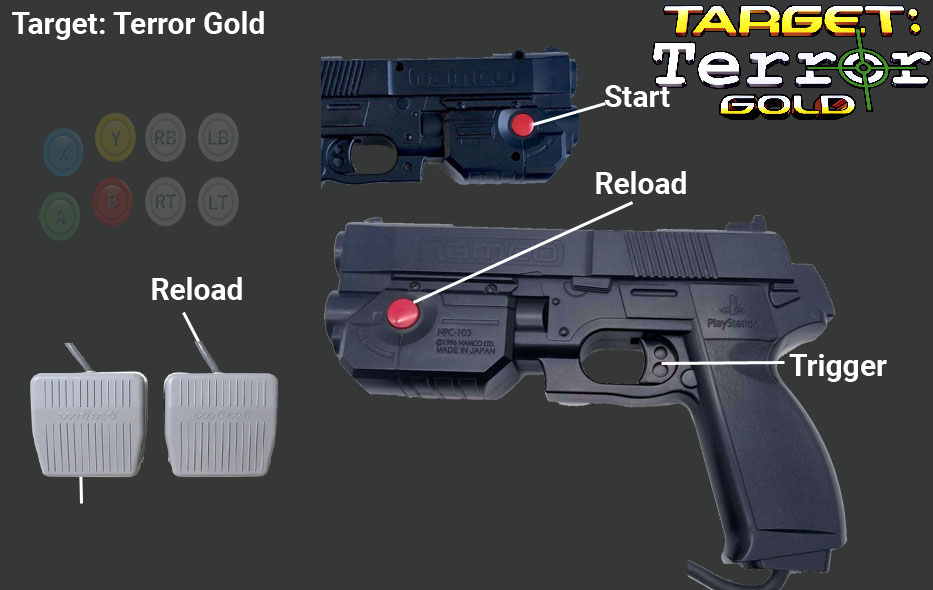 Target: Terror Gold
TARGET:
Terror
GOLD
namco
Start
X
Y
RB
LB
A
B
RT
LT
Reload
namco
Reload
NPC-103
©1996 NAMCO LTD.
MADE IN JAPAN
PlayStation
Trigger